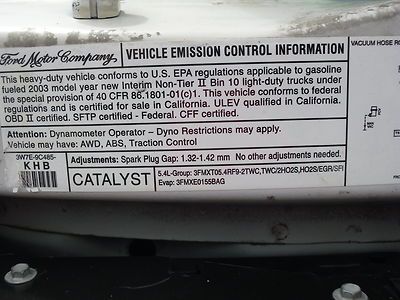 Ford Motor Company
VEHICLE EMISSION CONTROL INFORMATION
VACUUM HOSE RO
This heavy-duty vehicle conforms to U.S. EPA regulations applicable to gasoline
fueled 2003 model year new Interim Non-Tier II Bin 10 light-duty trucks under
the special provision of 40 CFR 86.1801-01(c)1. This vehicle conforms to federal
regulations and is certified for sale in California. ULEV qualified in California.
OBD II certified. SFTP - Federal. CFF certified.
Attention: Dynamometer Operator - Dyno Restrictions may apply.
Vehicle may have: AWD, ABS, Traction Control
3W7E-9C485-
KHB
Adjustments: Spark Plug Gap: 1.32-1.42 mm No other adjustments needed.
CATALYST
5.4L-Group: 3FMXT05.4RF9-2TWC,TWC/2HO2S,HO2S/EGR/SFI
Evap: 3FMXE0155BAG